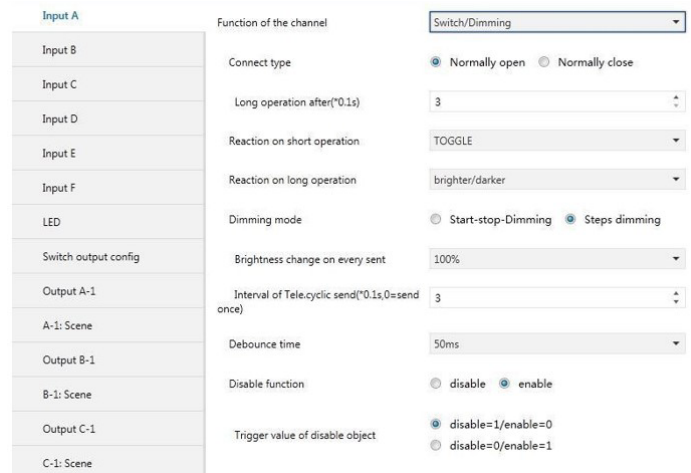 Input A
Input B
Input C
Input D
Input E
Input F
LED
Switch output config
Output A-1
A-1: Scene
Output B-1
B-1: Scene
Output C-1
C-1: Scene
Function of the channel
Switch/Dimming
Connect type
Normally open Normally close
Long operation after(*0.1s)
3
Reaction on short operation
TOGGLE
Reaction on long operation
brighter/darker
Dimming mode
Start-stop-Dimming Steps dimming
Brightness change on every sent
100%
Interval of Tele.cyclic send(*0.1s,0=send
once)
3
Debounce time
50ms
Disable function
disable enable
Trigger value of disable object
disable=1/enable=0
disable=0/enable=1